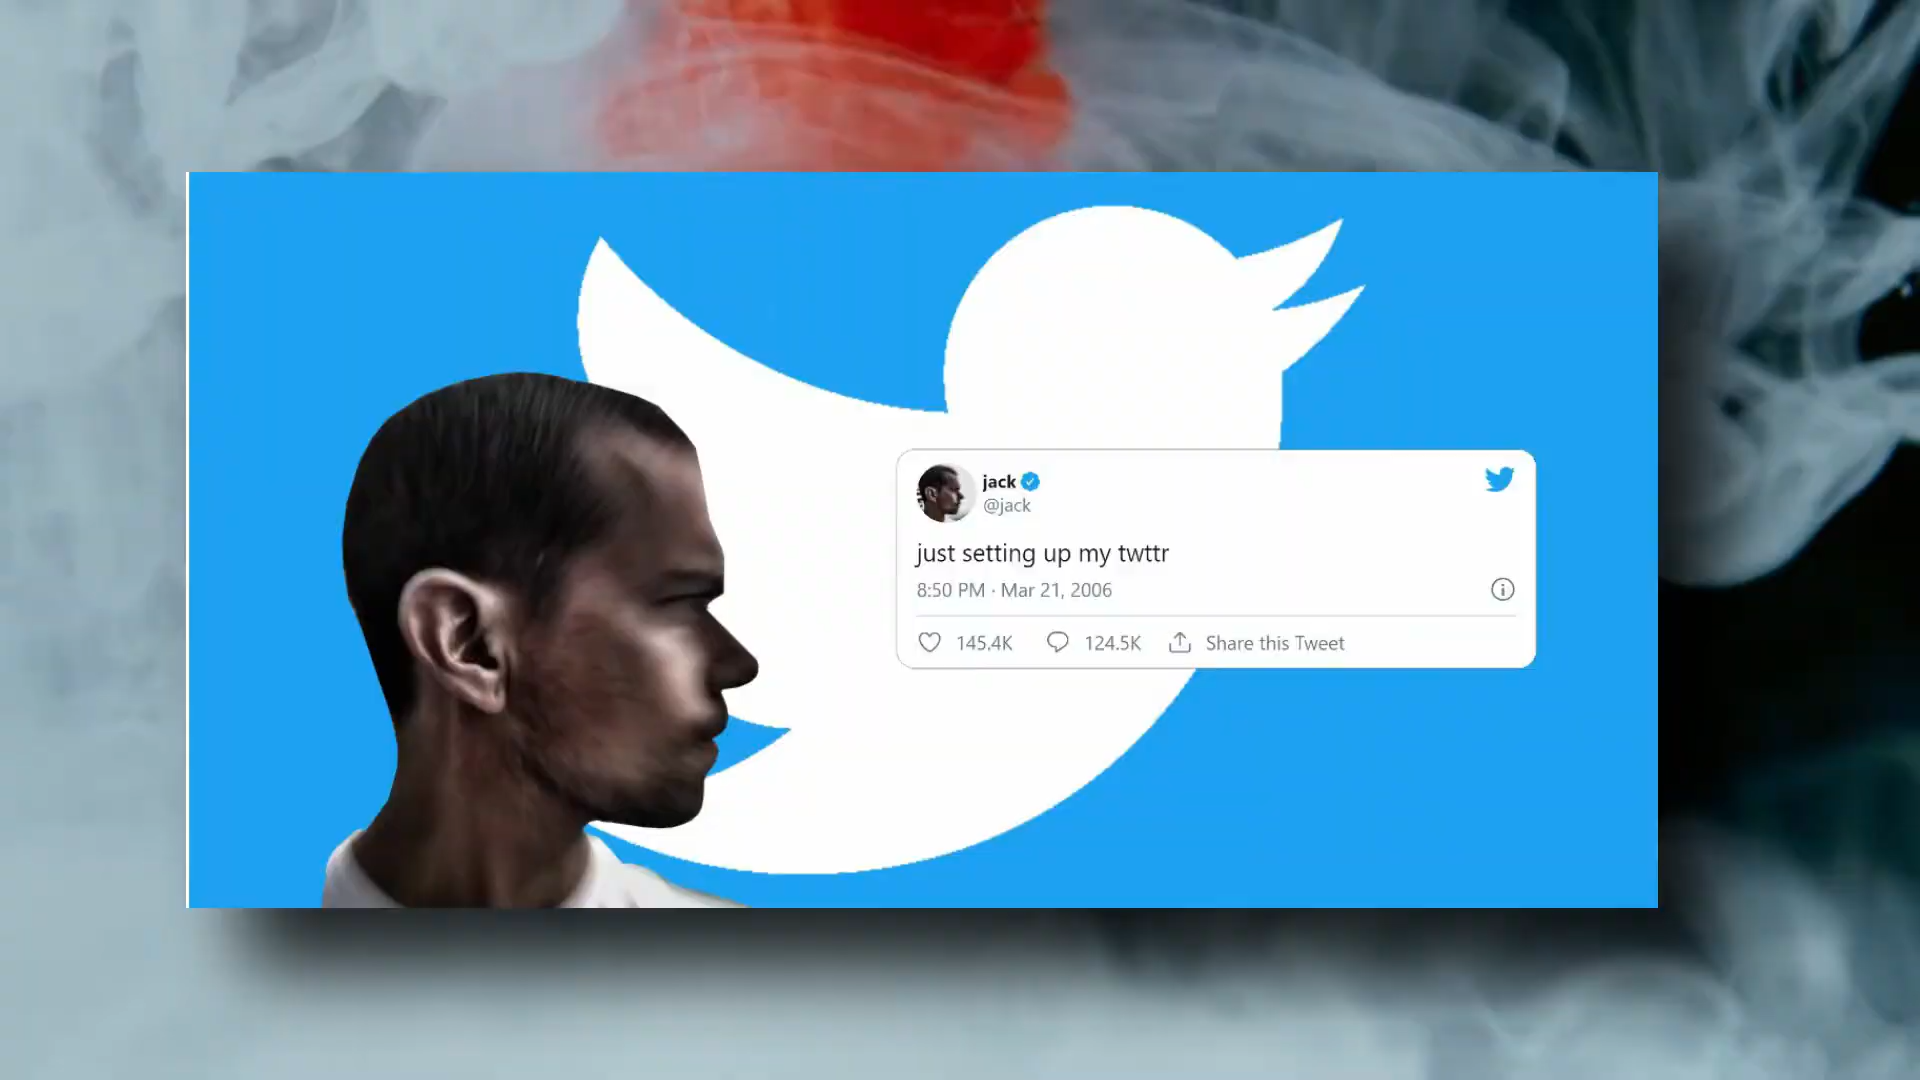 jack
@jack
just setting up my twttr
8:50 PM · Mar 21, 2006
145.4K 124.5K Share this Tweet